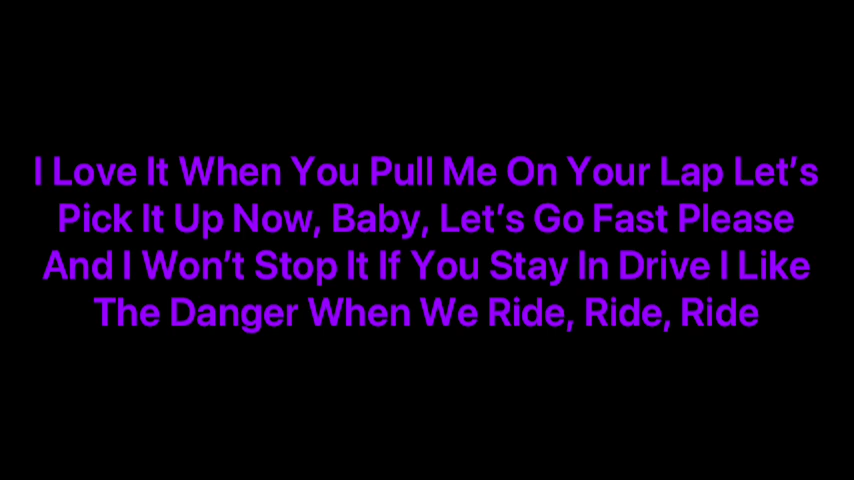 I Love It When You Pull Me On Your Lap Let’s
Pick It Up Now, Baby, Let’s Go Fast Please
And I Won’t Stop It If You Stay In Drive I Like
The Danger When We Ride, Ride, Ride